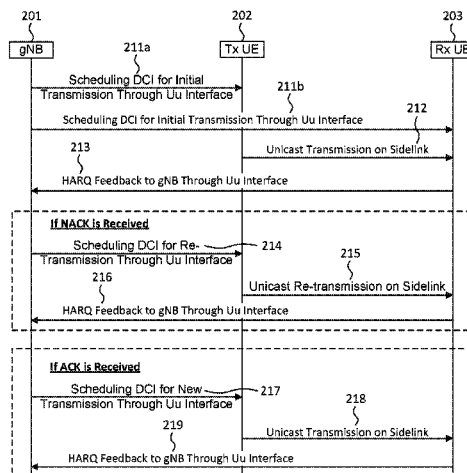 201
202
203
gNB
Tx UE
Rx UE
211a
Scheduling DCI for Initial
Transmission Through Uu Interface
211b
Scheduling DCI for Initial Transmission Through Uu Interface
212
Unicast Transmission on Sidelink
213
HARQ Feedback to gNB Through Uu Interface
If NACK is Received
Scheduling DCI for Re-
214
Transmission Through Uu Interface
215
216
Unicast Re-transmission on Sidelink
HARQ Feedback to gNB Through Uu Interface
If ACK is Received
Scheduling DCI for New
217
Transmission Through Uu Interface
218
219
Unicast Transmission on Sidelink
HARQ Feedback to gNB Through Uu Interface